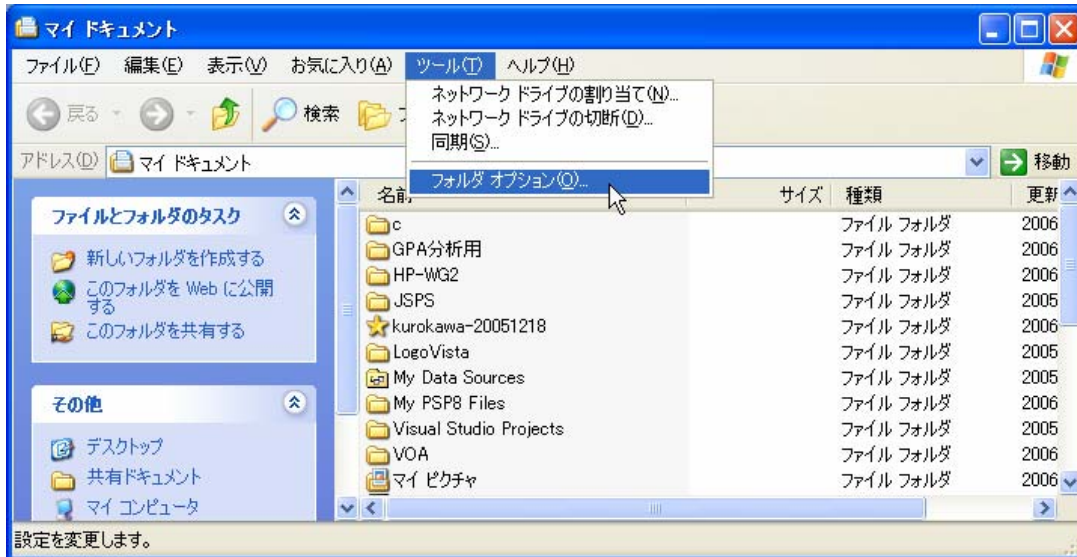 マイ ドキュメント
ファイル(F) 編集(E) 表示(V) お気に入り(A) ツール(T) ヘルプ(H)
ネットワーク ドライブの割り当て(N)...
ネットワーク ドライブの切断(D)...
同期(S)...
フォルダ オプション(O)...
戻る 検索 フ
アドレス(D) マイ ドキュメント 移動
名前 サイズ 種類 更新
ファイルとフォルダのタスク
新しいフォルダを作成する
このフォルダを Web に公開
する
このフォルダを共有する
その他
デスクトップ
共有ドキュメント
マイ コンピュータ
c ファイル フォルダ 2006
GPA分析用 ファイル フォルダ 2006
HP-WG2 ファイル フォルダ 2006
JSPS ファイル フォルダ 2005
kurokawa-20051218 ファイル フォルダ 2006
LogoVista ファイル フォルダ 2005
My Data Sources ファイル フォルダ 2005
My PSP8 Files ファイル フォルダ 2006
Visual Studio Projects ファイル フォルダ 2005
VOA ファイル フォルダ 2006
マイ ピクチャ ファイル フォルダ 2006
設定を変更します。